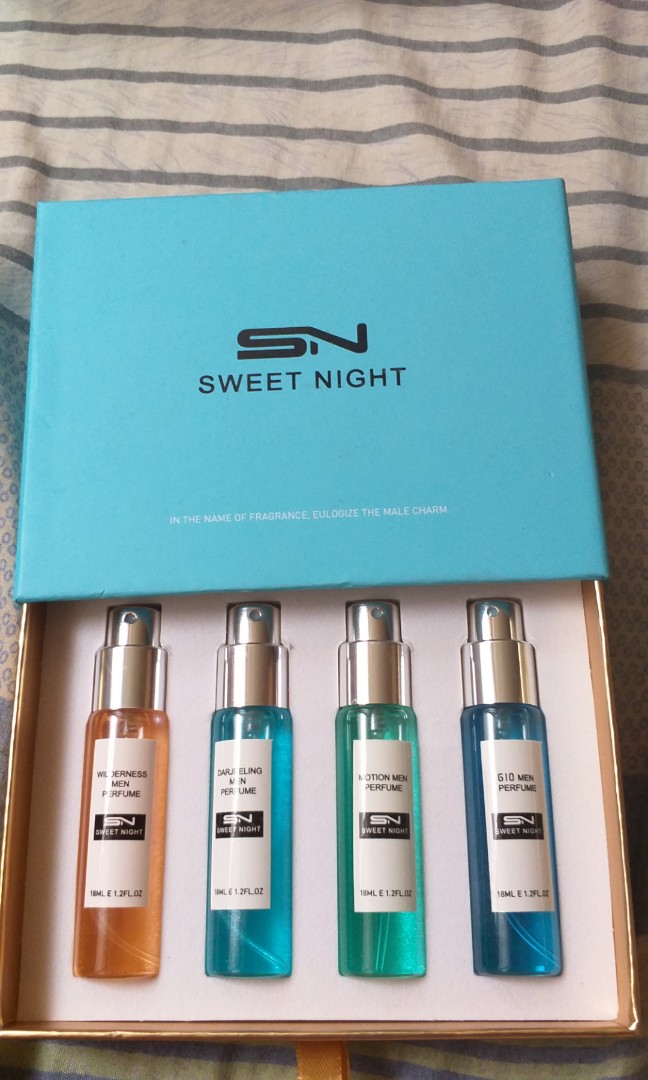 SN
SWEET NIGHT
IN THE NAME OF FRAGRANCE, EULOGIZE THE MALE CHARM
WILDERNESS
MEN
PERFUME
SN
SWEET NIGHT
18ML E 1.2FL.OZ
DARJEELING
MEN
PERFUME
SN
SWEET NIGHT
18ML E 1.2FL.OZ
MOTION MEN
PERFUME
SN
SWEET NIGHT
18ML E 1.2FL.OZ
GIO MEN
PERFUME
SN
SWEET NIGHT
18ML E 1.2FL.OZ